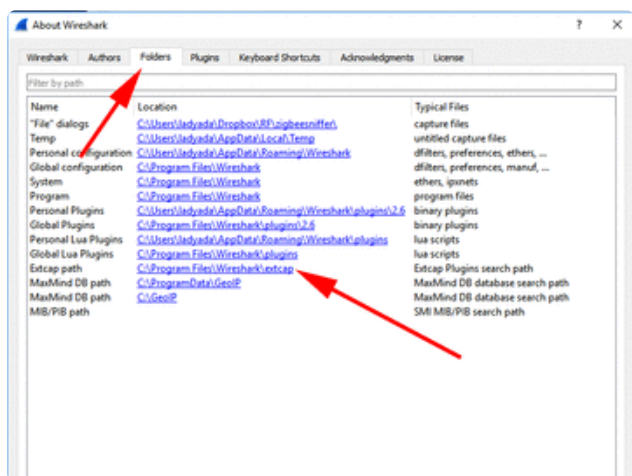 About Wireshark
Wireshark Authors Folders Plugins Keyboard Shortcuts Acknowledgments License
Filter by path
Name Location Typical Files
"File" dialogs C:\Users\ladyada\Dropbox\RF\zigbeesniffer\ capture files
Temp C:\Users\ladyada\AppData\Local\Temp untitled capture files
Personal configuration C:\Users\ladyada\AppData\Roaming\Wireshark dfilters, preferences, ethers, ...
Global configuration C:\Program Files\Wireshark dfilters, preferences, manuf, ...
System C:\Program Files\Wireshark ethers, ipxnets
Program C:\Program Files\Wireshark program files
Personal Plugins C:\Users\ladyada\AppData\Roaming\Wireshark\plugins\2.6 binary plugins
Global Plugins C:\Program Files\Wireshark\plugins\2.6 binary plugins
Personal Lua Plugins C:\Users\ladyada\AppData\Roaming\Wireshark\plugins lua scripts
Global Lua Plugins C:\Program Files\Wireshark\plugins lua scripts
Extcap path C:\Program Files\Wireshark\extcap Extcap Plugins search path
MaxMind DB path C:\ProgramData\GeoIP MaxMind DB database search path
MaxMind DB path C:\GeoIP MaxMind DB database search path
MIB/PIB path SMI MIB/PIB search path